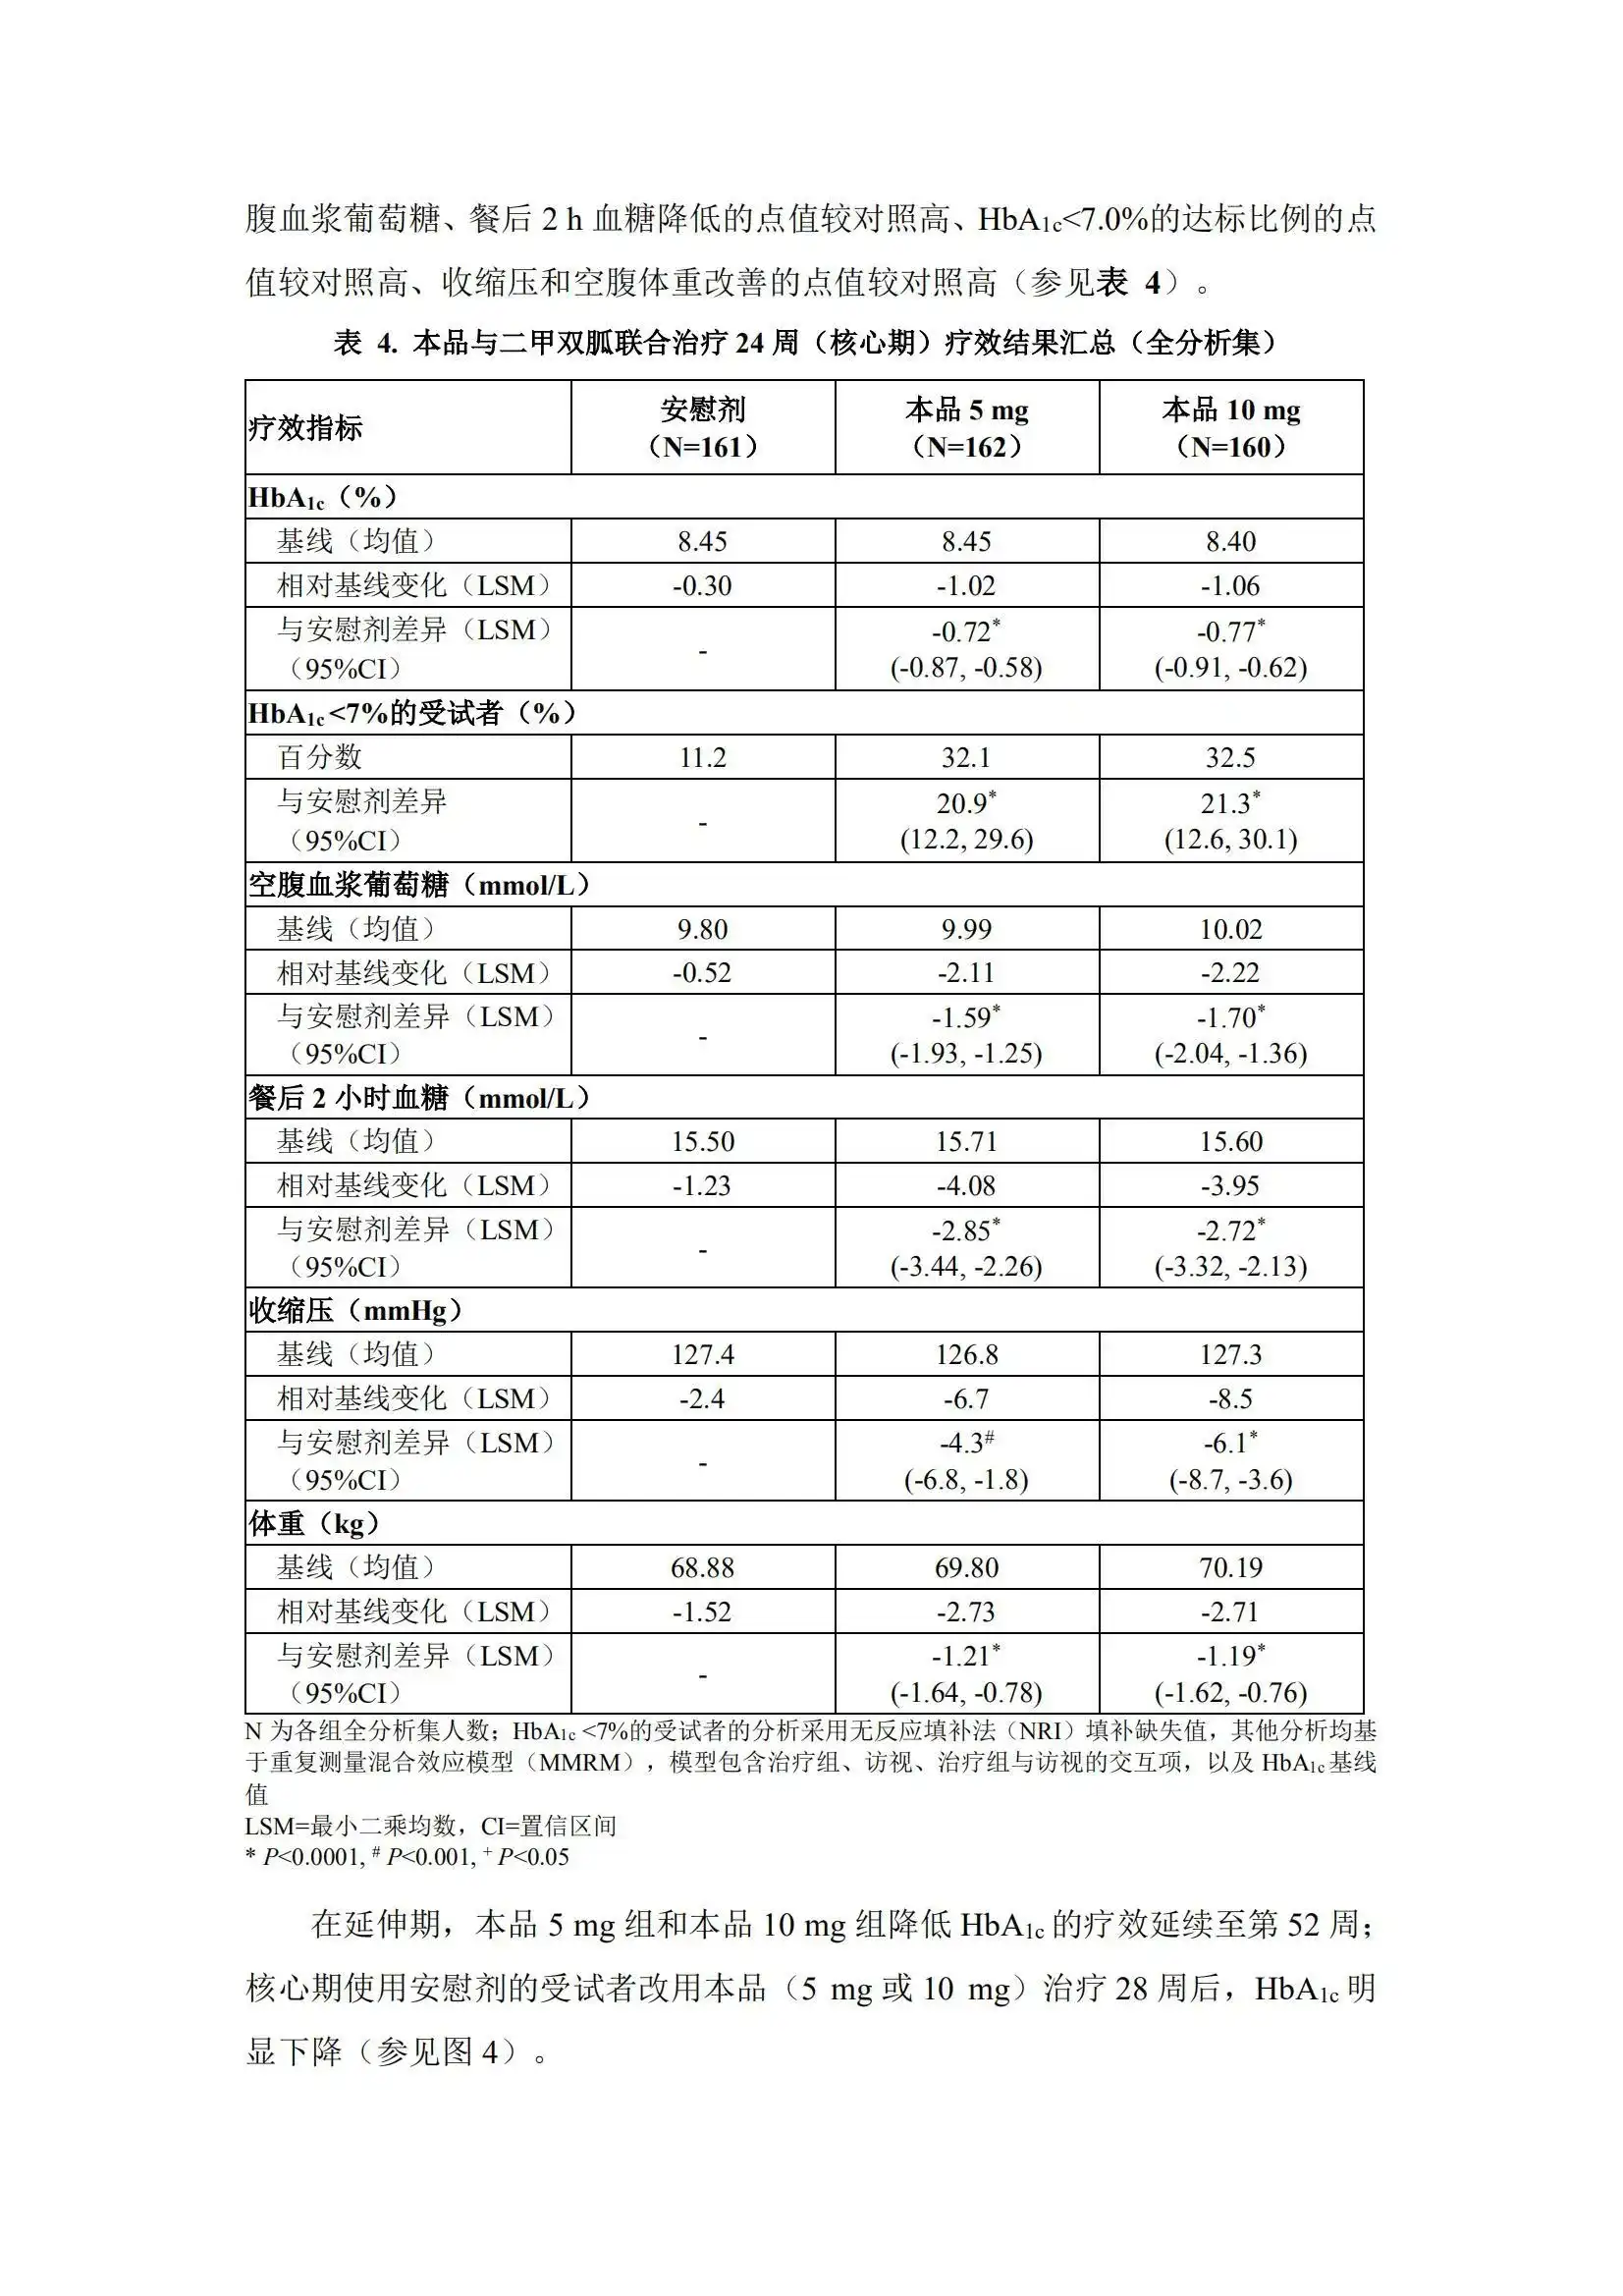 腹血浆葡萄糖、餐后 2 h 血糖降低的点值较对照高、HbA1c<7.0%的达标比例的点
值较对照高、收缩压和空腹体重改善的点值较对照高（参见表 4）。
表 4. 本品与二甲双胍联合治疗 24 周（核心期）疗效结果汇总（全分析集）
疗效指标 安慰剂（N=161） 本品 5 mg（N=162） 本品 10 mg（N=160）
HbA1c（%）
基线（均值） 8.45 8.45 8.40
相对基线变化（LSM） -0.30 -1.02 -1.06
与安慰剂差异（LSM） - -0.72* -0.77*
（95%CI） (-0.87, -0.58) (-0.91, -0.62)
HbA1c <7%的受试者（%）
百分数 11.2 32.1 32.5
与安慰剂差异 - 20.9* 21.3*
（95%CI） (12.2, 29.6) (12.6, 30.1)
空腹血浆葡萄糖（mmol/L）
基线（均值） 9.80 9.99 10.02
相对基线变化（LSM） -0.52 -2.11 -2.22
与安慰剂差异（LSM） - -1.59* -1.70*
（95%CI） (-1.93, -1.25) (-2.04, -1.36)
餐后 2 小时血糖（mmol/L）
基线（均值） 15.50 15.71 15.60
相对基线变化（LSM） -1.23 -4.08 -3.95
与安慰剂差异（LSM） - -2.85* -2.72*
（95%CI） (-3.44, -2.26) (-3.32, -2.13)
收缩压（mmHg）
基线（均值） 127.4 126.8 127.3
相对基线变化（LSM） -2.4 -6.7 -8.5
与安慰剂差异（LSM） - -4.3# -6.1*
（95%CI） (-6.8, -1.8) (-8.7, -3.6)
体重（kg）
基线（均值） 68.88 69.80 70.19
相对基线变化（LSM） -1.52 -2.73 -2.71
与安慰剂差异（LSM） - -1.21* -1.19*
（95%CI） (-1.64, -0.78) (-1.62, -0.76)
N 为各组全分析集人数；HbA1c <7%的受试者的分析采用无反应填补法（NRI）填补缺失值，其他分析均基
于重复测量混合效应模型（MMRM），模型包含治疗组、访视、治疗组与访视的交互项，以及 HbA1c 基线
值
LSM=最小二乘均数，CI=置信区间
* P<0.0001, # P<0.001, + P<0.05
在延伸期，本品 5 mg 组和本品 10 mg 组降低 HbA1c 的疗效延续至第 52 周；
核心期使用安慰剂的受试者改用本品（5 mg 或 10 mg）治疗 28 周后，HbA1c 明
显下降（参见图 4）。